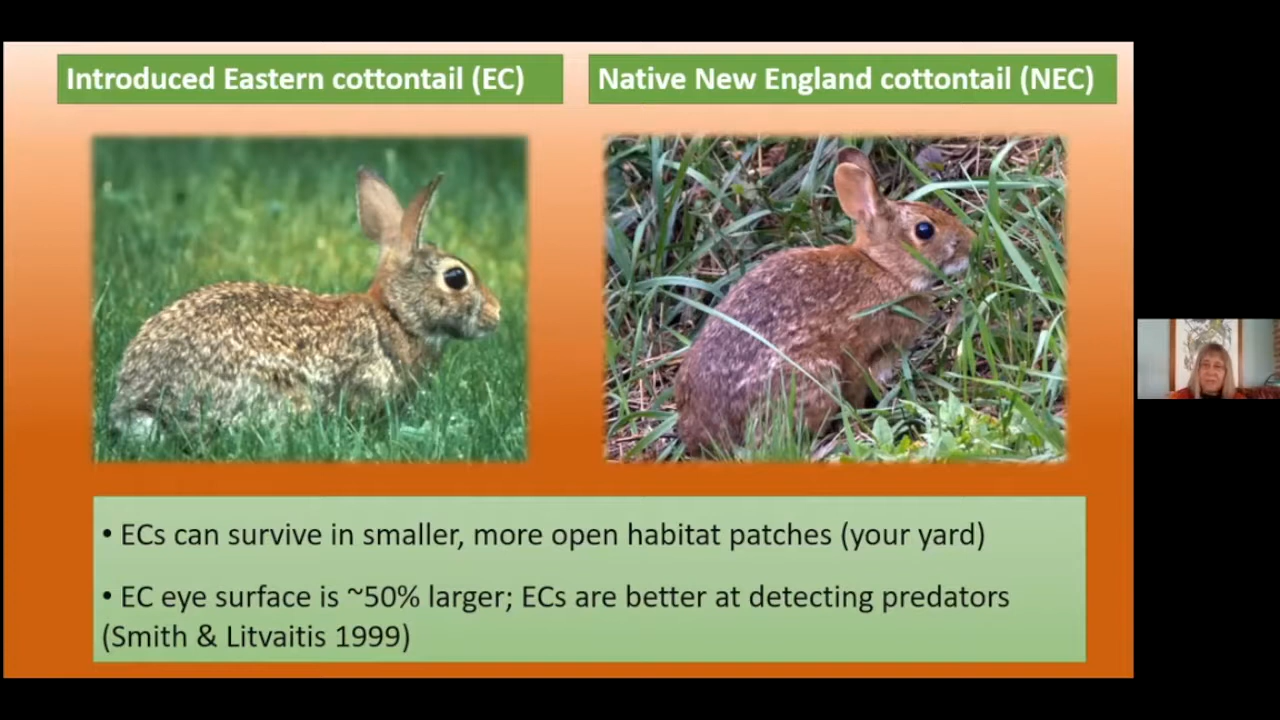 Introduced Eastern cottontail (EC)
Native New England cottontail (NEC)
• ECs can survive in smaller, more open habitat patches (your yard)
• EC eye surface is ~50% larger; ECs are better at detecting predators
(Smith & Litvaitis 1999)